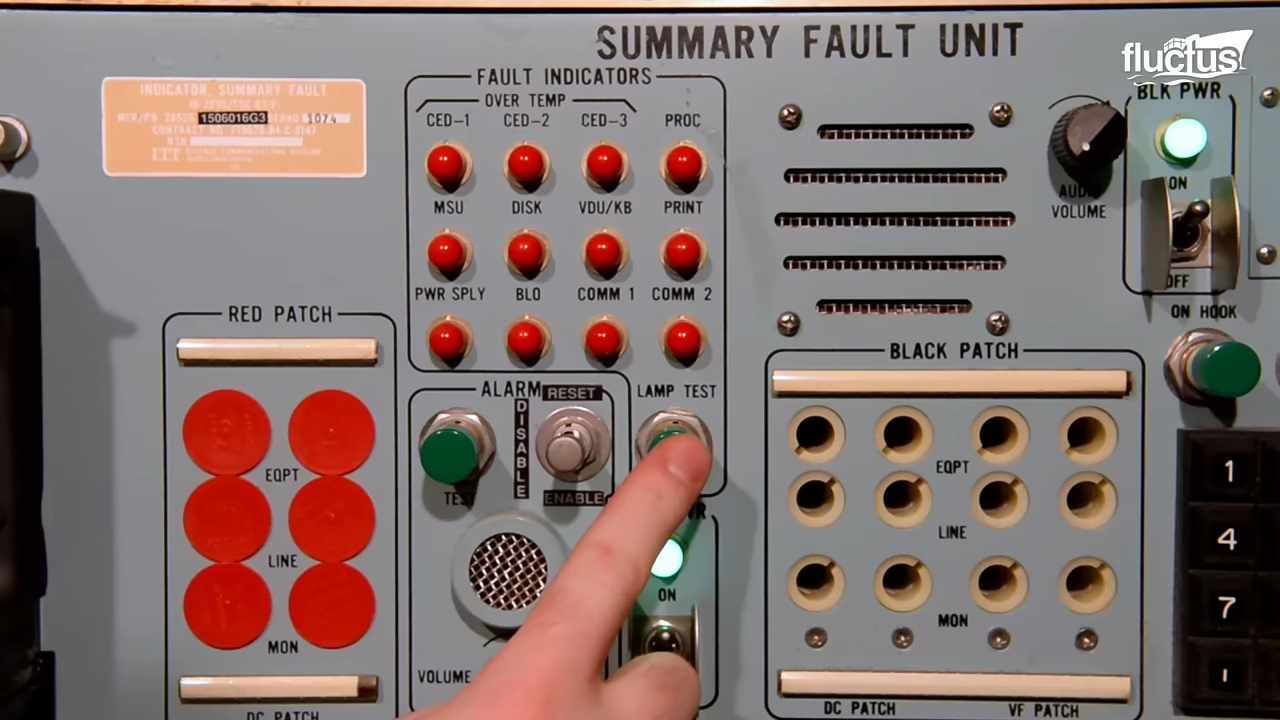 SUMMARY FAULT UNIT
fluctus
INDICATOR, SUMMARY FAULT
1506016G3
1074
ITT
FAULT INDICATORS
OVER TEMP
CED-1 CED-2 CED-3 PROC
MSU DISK VDU/KB PRINT
PWR SPLY BLO COMM 1 COMM 2
LAMP TEST
ALARM
RESET
DISABLE
ENABLE
TEST
VOLUME
ON
RED PATCH
EQPT
LINE
MON
DC PATCH
AUDIO
VOLUME
BLK PWR
ON
OFF
ON HOOK
BLACK PATCH
EQPT
LINE
MON
DC PATCH VF PATCH
1
4
7